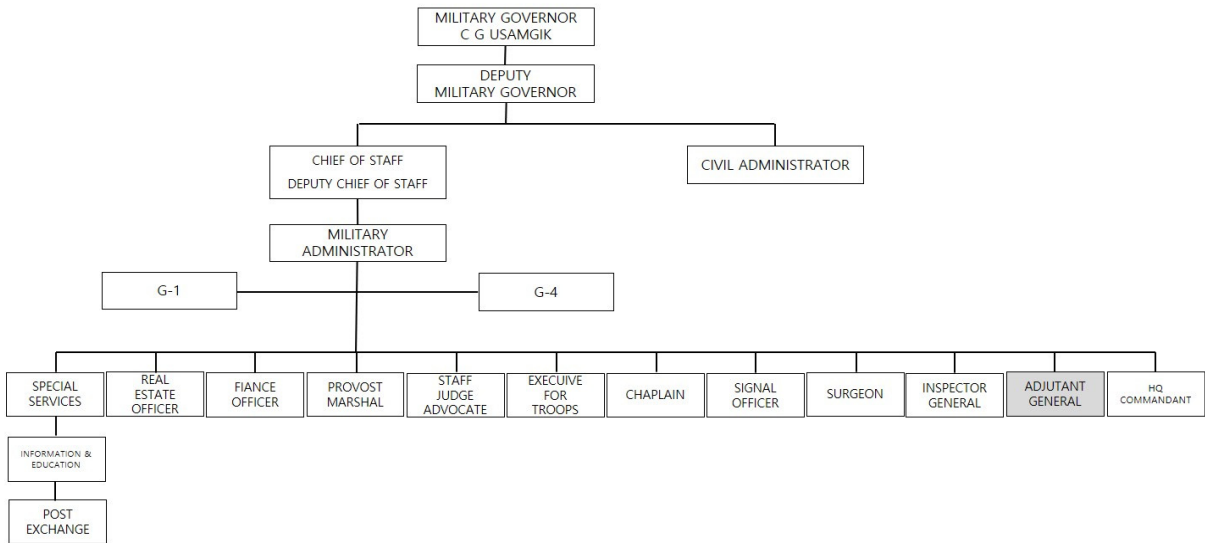 MILITARY GOVERNOR
C G USAMGIK
DEPUTY
MILITARY GOVERNOR
CHIEF OF STAFF
DEPUTY CHIEF OF STAFF
CIVIL ADMINISTRATOR
MILITARY
ADMINISTRATOR
G-1
G-4
SPECIAL
SERVICES
REAL
ESTATE
OFFICER
FIANCE
OFFICER
PROVOST
MARSHAL
STAFF
JUDGE
ADVOCATE
EXECUIVE
FOR
TROOPS
CHAPLAIN
SIGNAL
OFFICER
SURGEON
INSPECTOR
GENERAL
ADJUTANT
GENERAL
HQ
COMMANDANT
INFORMATION &
EDUCATION
POST
EXCHANGE